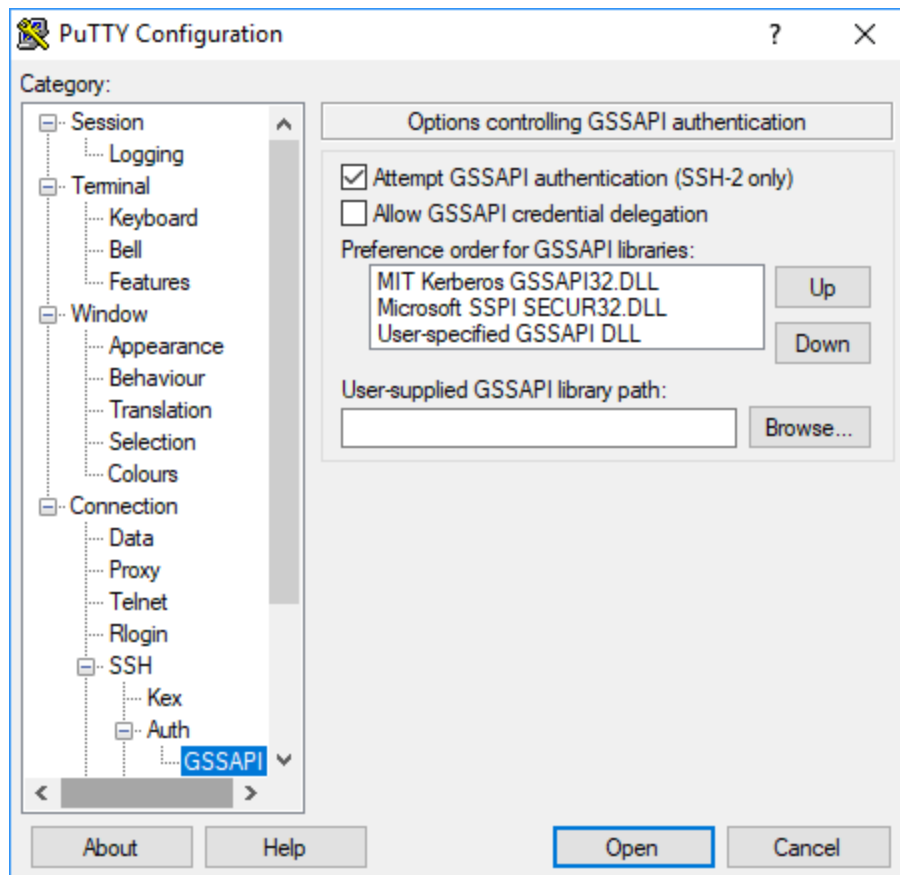 PuTTY Configuration
?
Category:
Session
Logging
Terminal
Keyboard
Bell
Features
Window
Appearance
Behaviour
Translation
Selection
Colours
Connection
Data
Proxy
Telnet
Rlogin
SSH
Kex
Auth
GSSAPI
Options controlling GSSAPI authentication
Attempt GSSAPI authentication (SSH-2 only)
Allow GSSAPI credential delegation
Preference order for GSSAPI libraries:
MIT Kerberos GSSAPI32.DLL
Microsoft SSPI SECUR32.DLL
User-specified GSSAPI DLL
Up
Down
User-supplied GSSAPI library path:
Browse...
About
Help
Open
Cancel